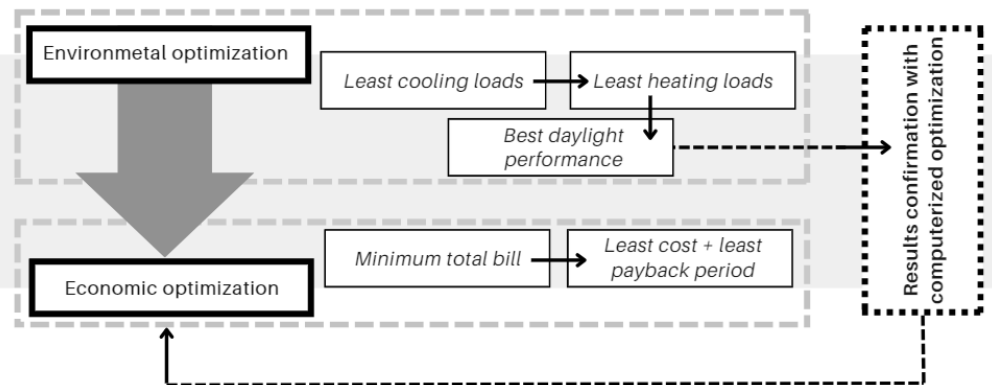 Environmetal optimization
Least cooling loads
Least heating loads
Best daylight
performance
Results confirmation with
computerized optimization
Minimum total bill
Least cost + least
payback period
Economic optimization